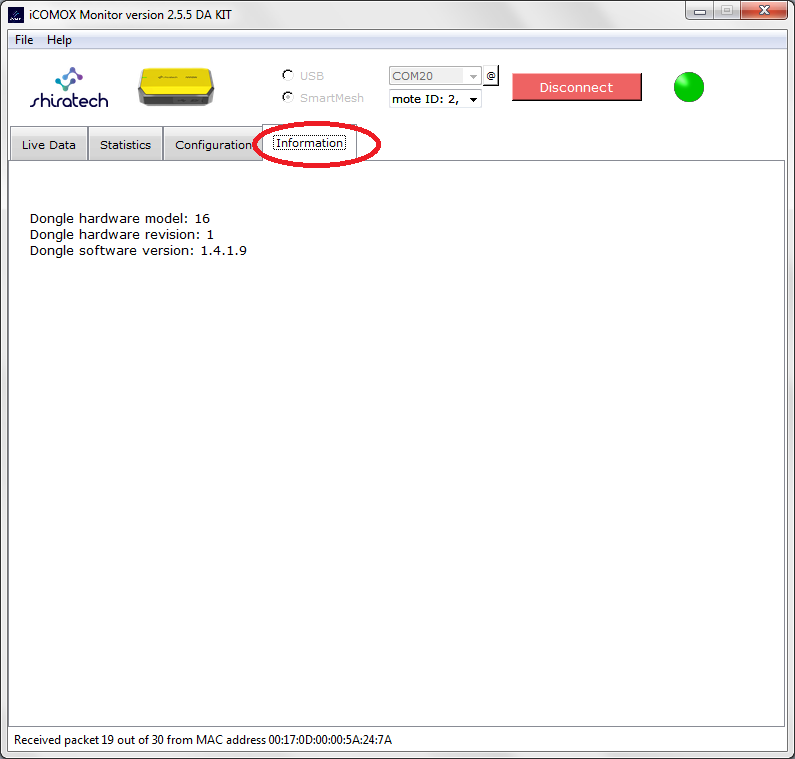 iCOMOX Monitor version 2.5.5 DA KIT
File Help
shiratech
USB
SmartMesh
COM20
@
mote ID: 2,
Disconnect
Live Data Statistics Configuration Information
Dongle hardware model: 16
Dongle hardware revision: 1
Dongle software version: 1.4.1.9
Received packet 19 out of 30 from MAC address 00:17:0D:00:00:5A:24:7A